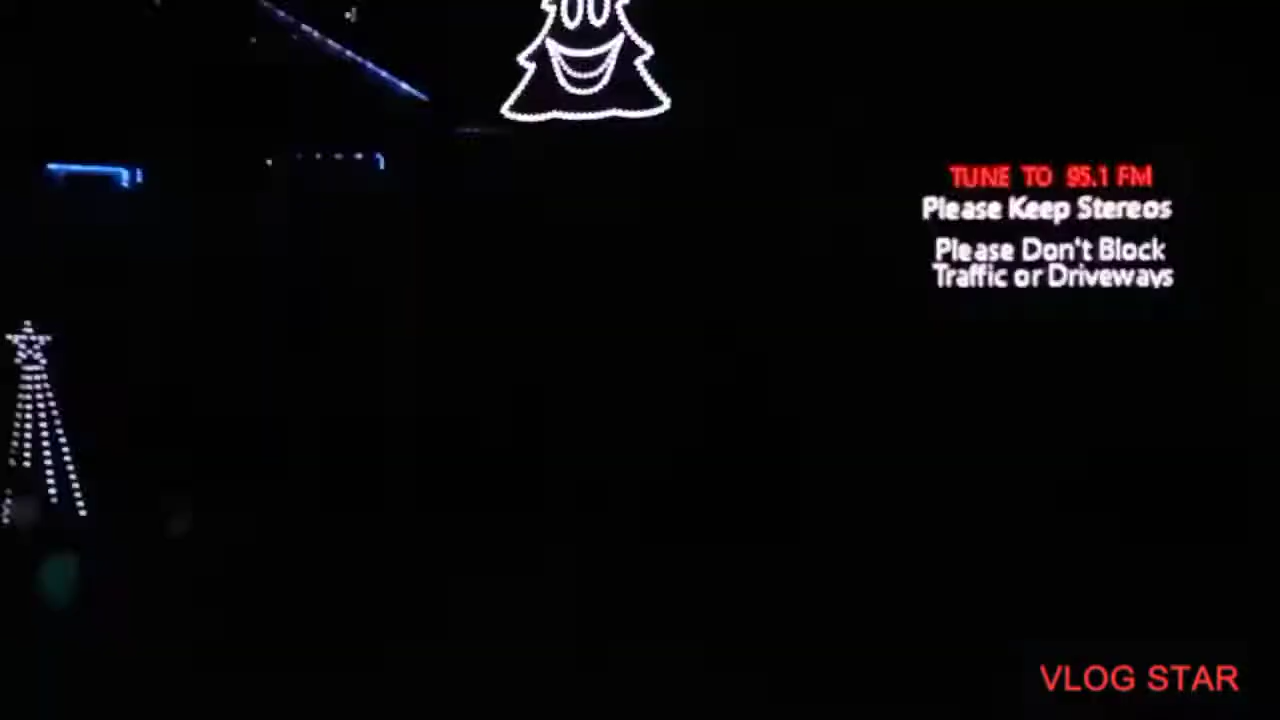 TUNE TO 95.1 FM
Please Keep Stereos
Please Don't Block
Traffic or Driveways
VLOG STAR